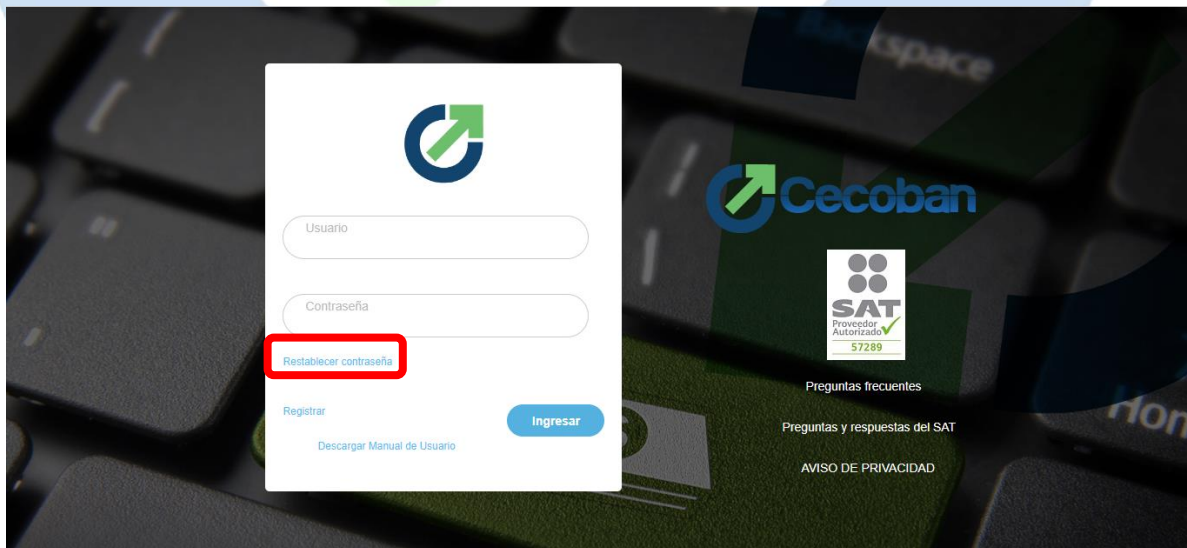 Backspace
Usuario
Contraseña
Restablecer contraseña
Registrar
Ingresar
Descargar Manual de Usuario
Cecoban
SAT
Proveedor
Autorizado
57289
Preguntas frecuentes
Preguntas y respuestas del SAT
AVISO DE PRIVACIDAD